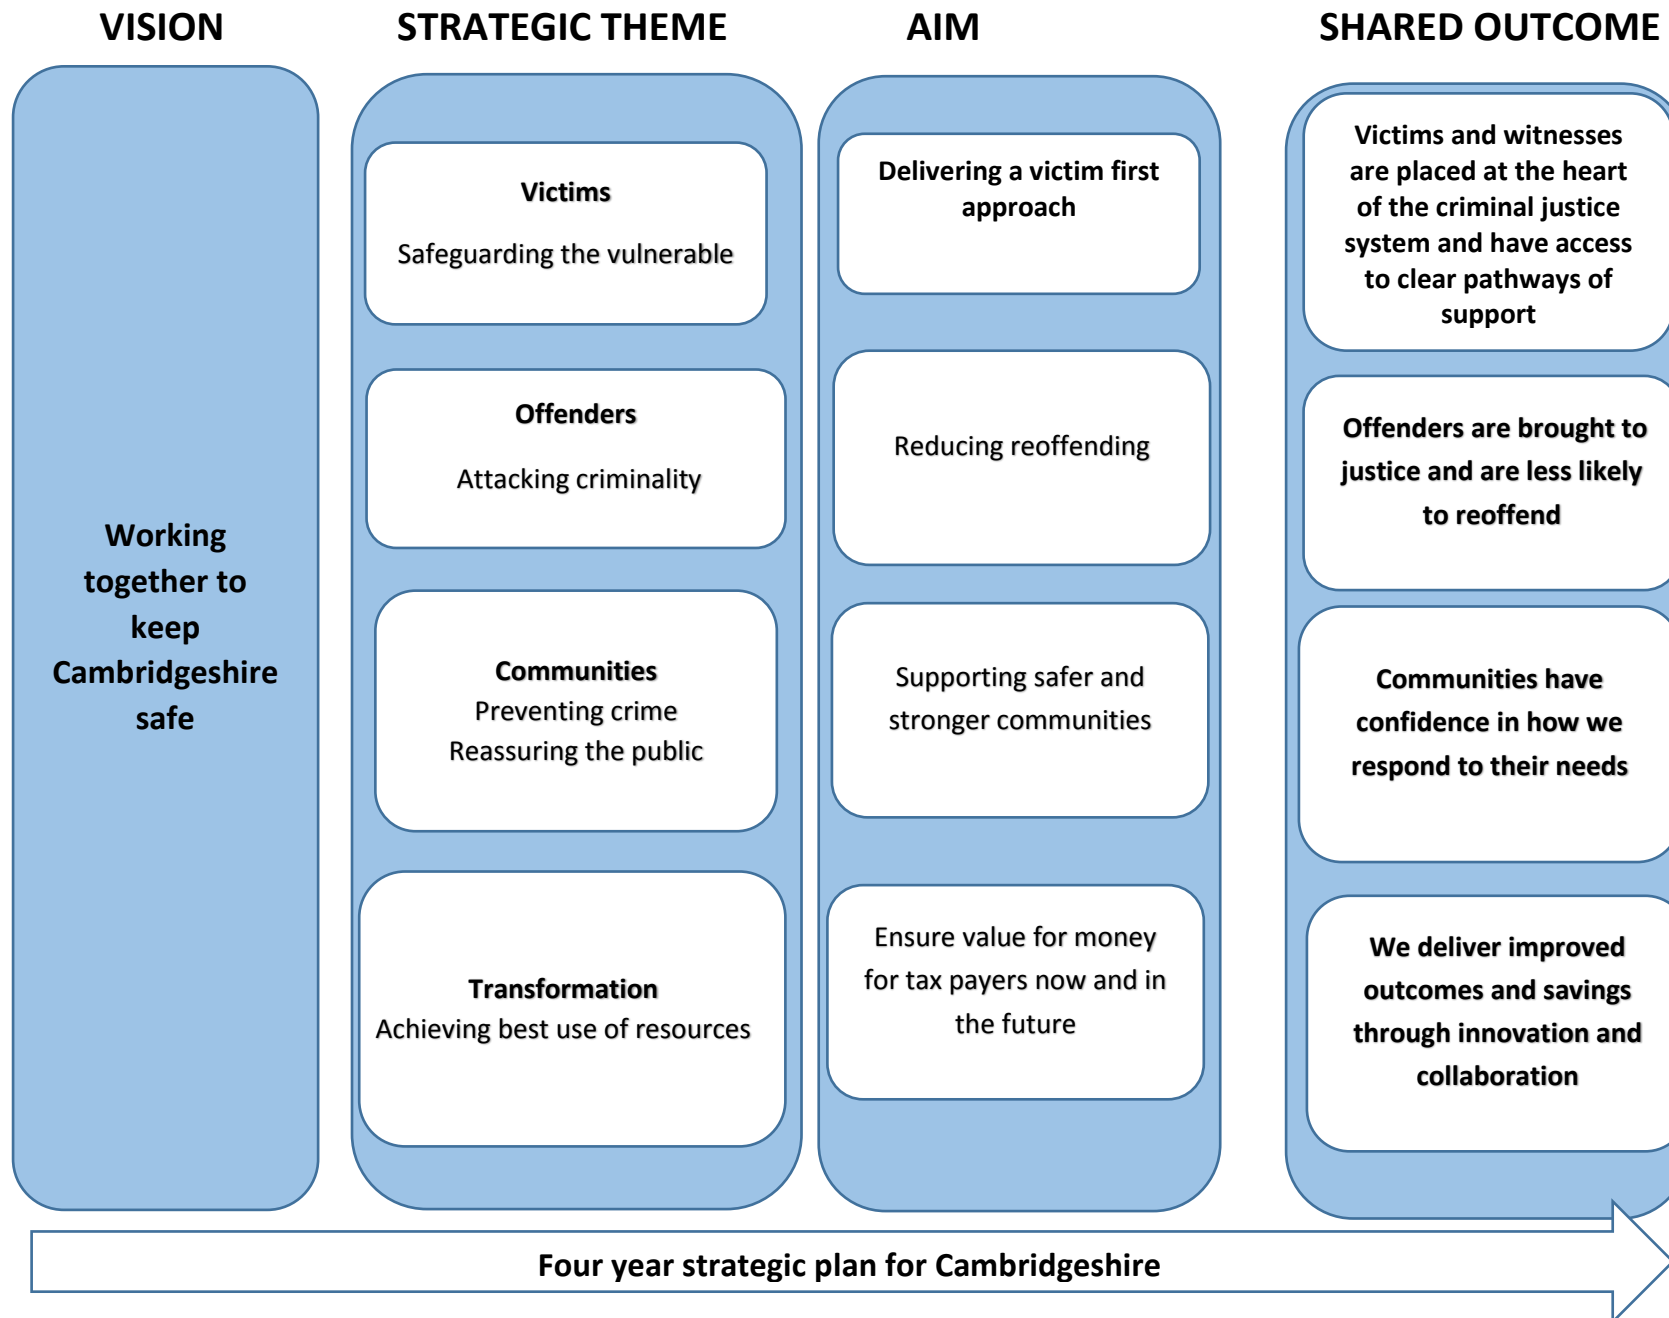 VISION
STRATEGIC THEME
AIM
SHARED OUTCOME
Working
together to
keep
Cambridgeshire
safe
Victims
Safeguarding the vulnerable
Offenders
Attacking criminality
Communities
Preventing crime
Reassuring the public
Transformation
Achieving best use of resources
Delivering a victim first
approach
Reducing reoffending
Supporting safer and
stronger communities
Ensure value for money
for tax payers now and in
the future
Victims and witnesses
are placed at the heart
of the criminal justice
system and have access
to clear pathways of
support
Offenders are brought to
justice and are less likely
to reoffend
Communities have
confidence in how we
respond to their needs
We deliver improved
outcomes and savings
through innovation and
collaboration
Four year strategic plan for Cambridgeshire